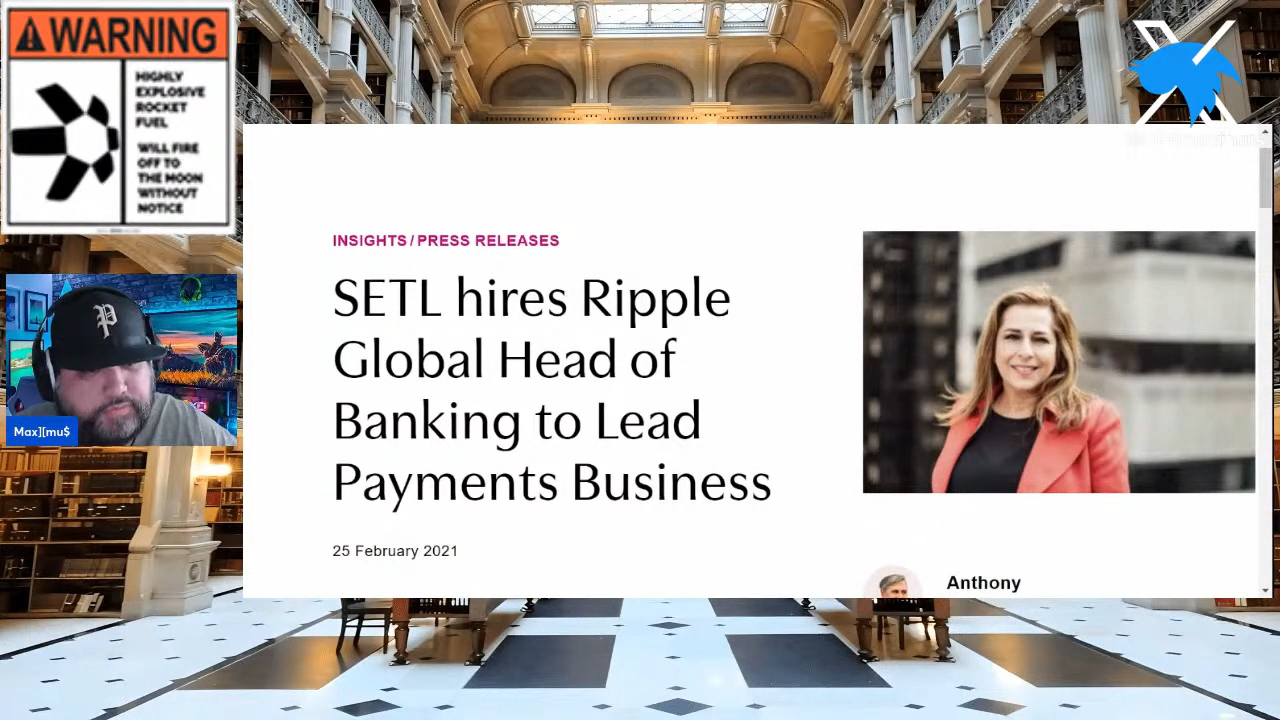 WARNING
HIGHLY
EXPLOSIVE
ROCKET
FUEL
WILL FIRE
OFF TO
THE MOON
WITHOUT
NOTICE
P
Max][mu$
INSIGHTS / PRESS RELEASES
SETL hires Ripple
Global Head of
Banking to Lead
Payments Business
25 February 2021
Anthony